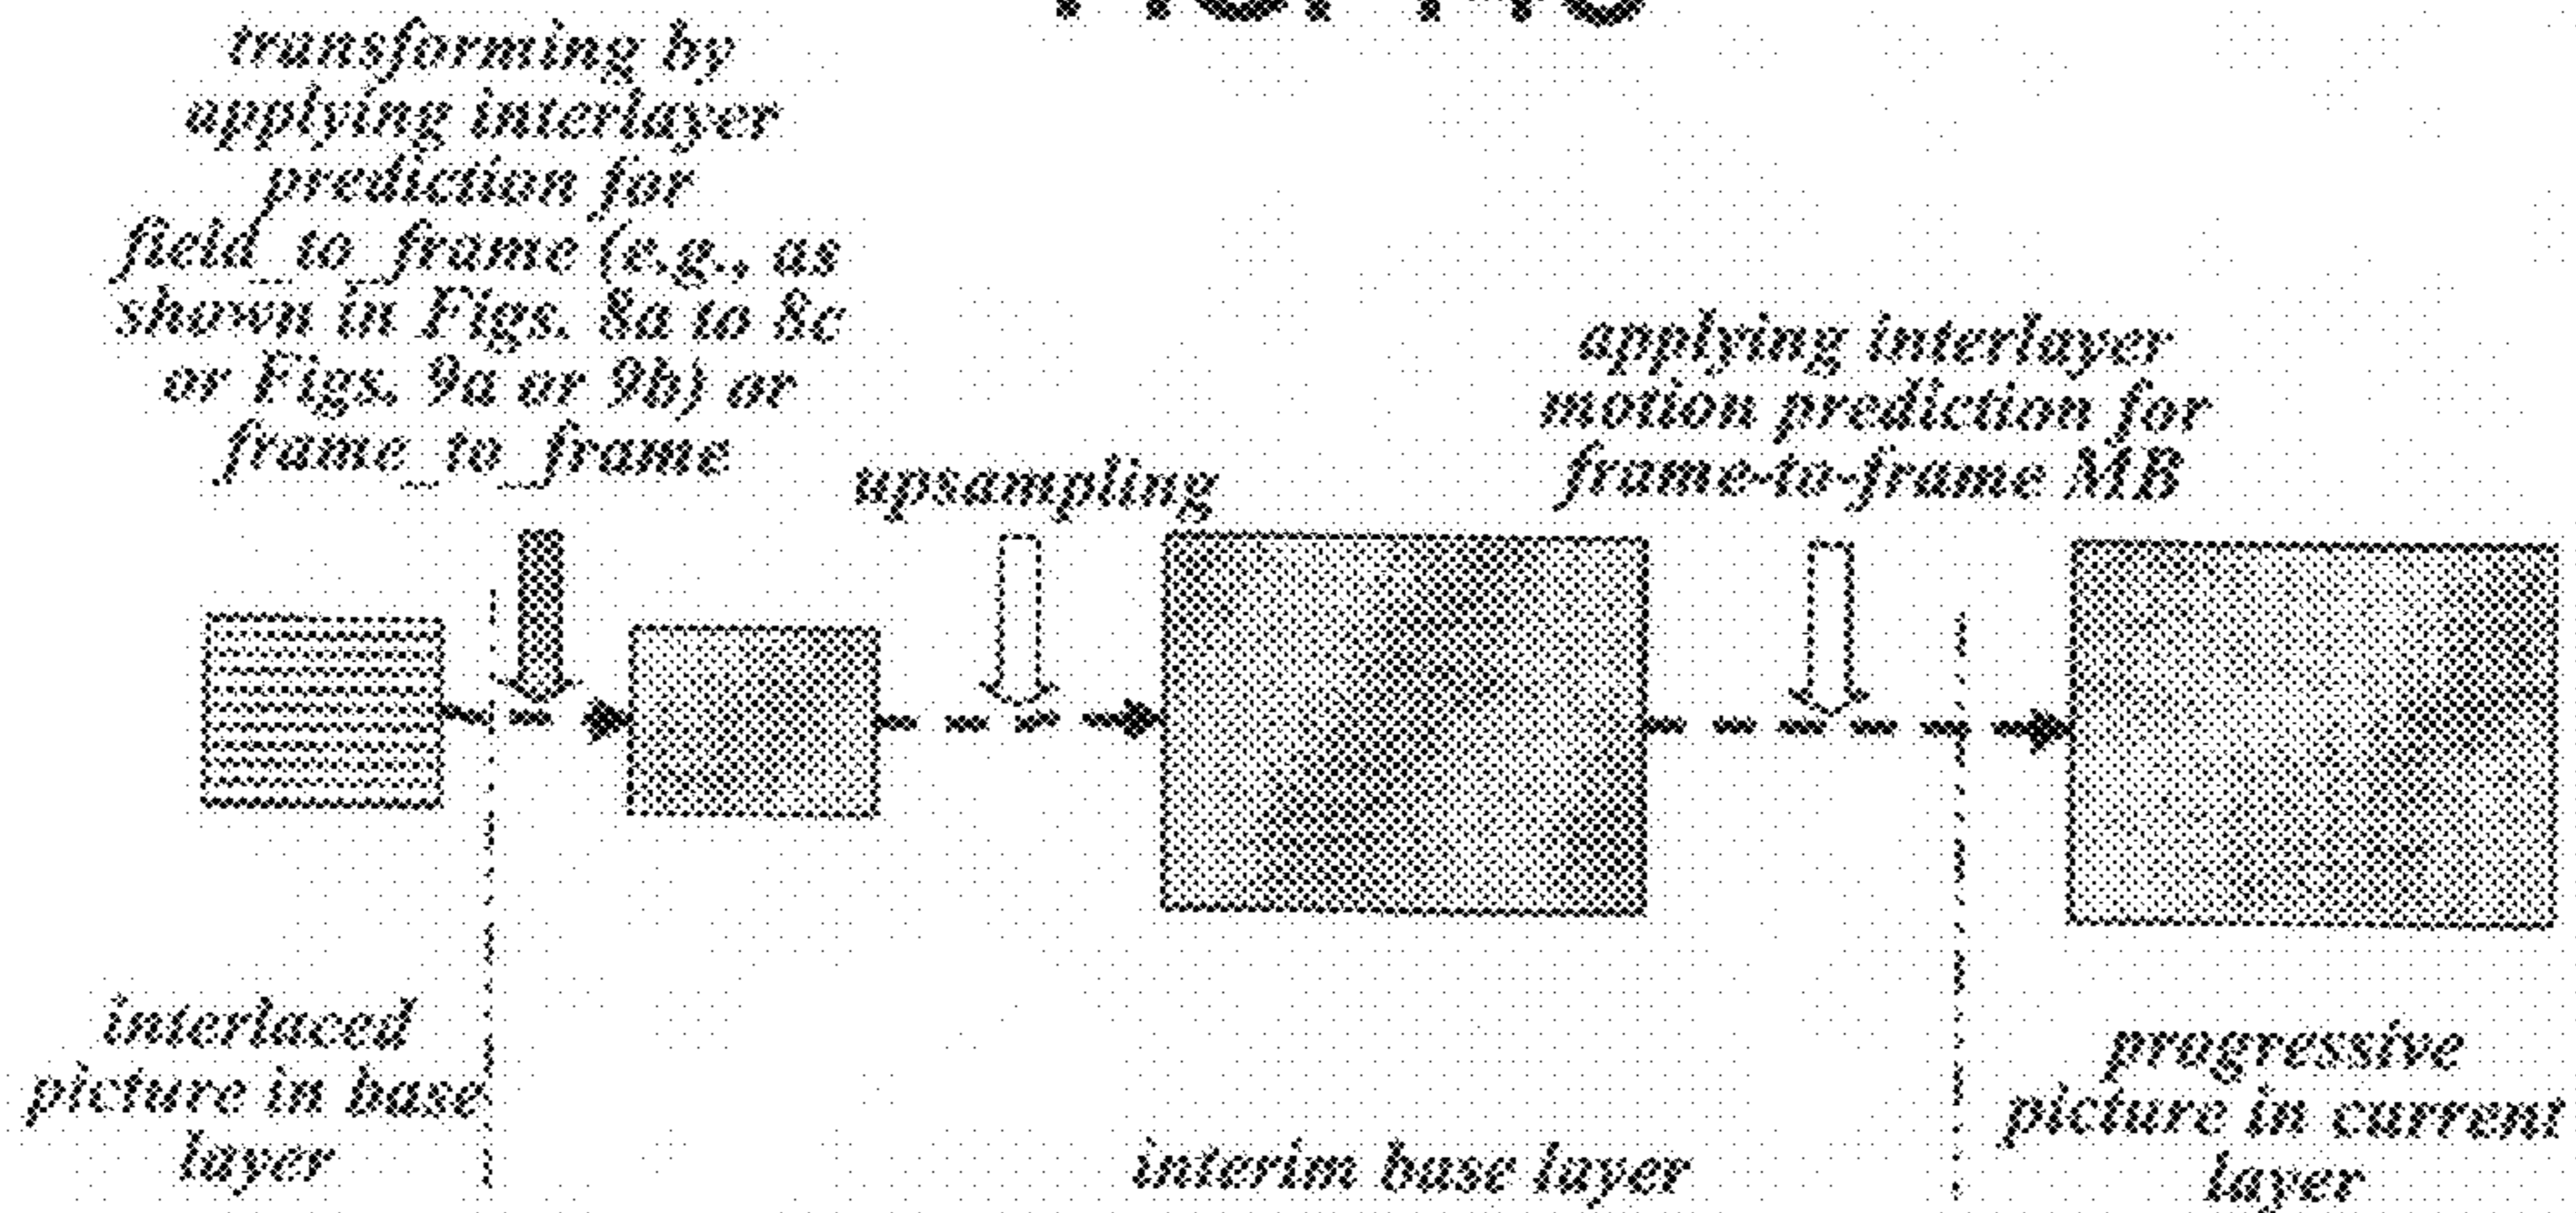 transforming by
applying interlayer
prediction for
field_to_frame (e.g., as
shown in Figs. 8a to 8c
or Figs. 9a or 9b) or
frame_to_frame
upsampling
applying interlayer
motion prediction for
frame-to-frame MB
interlaced
picture in base
layer
interim base layer
progressive
picture in current
layer